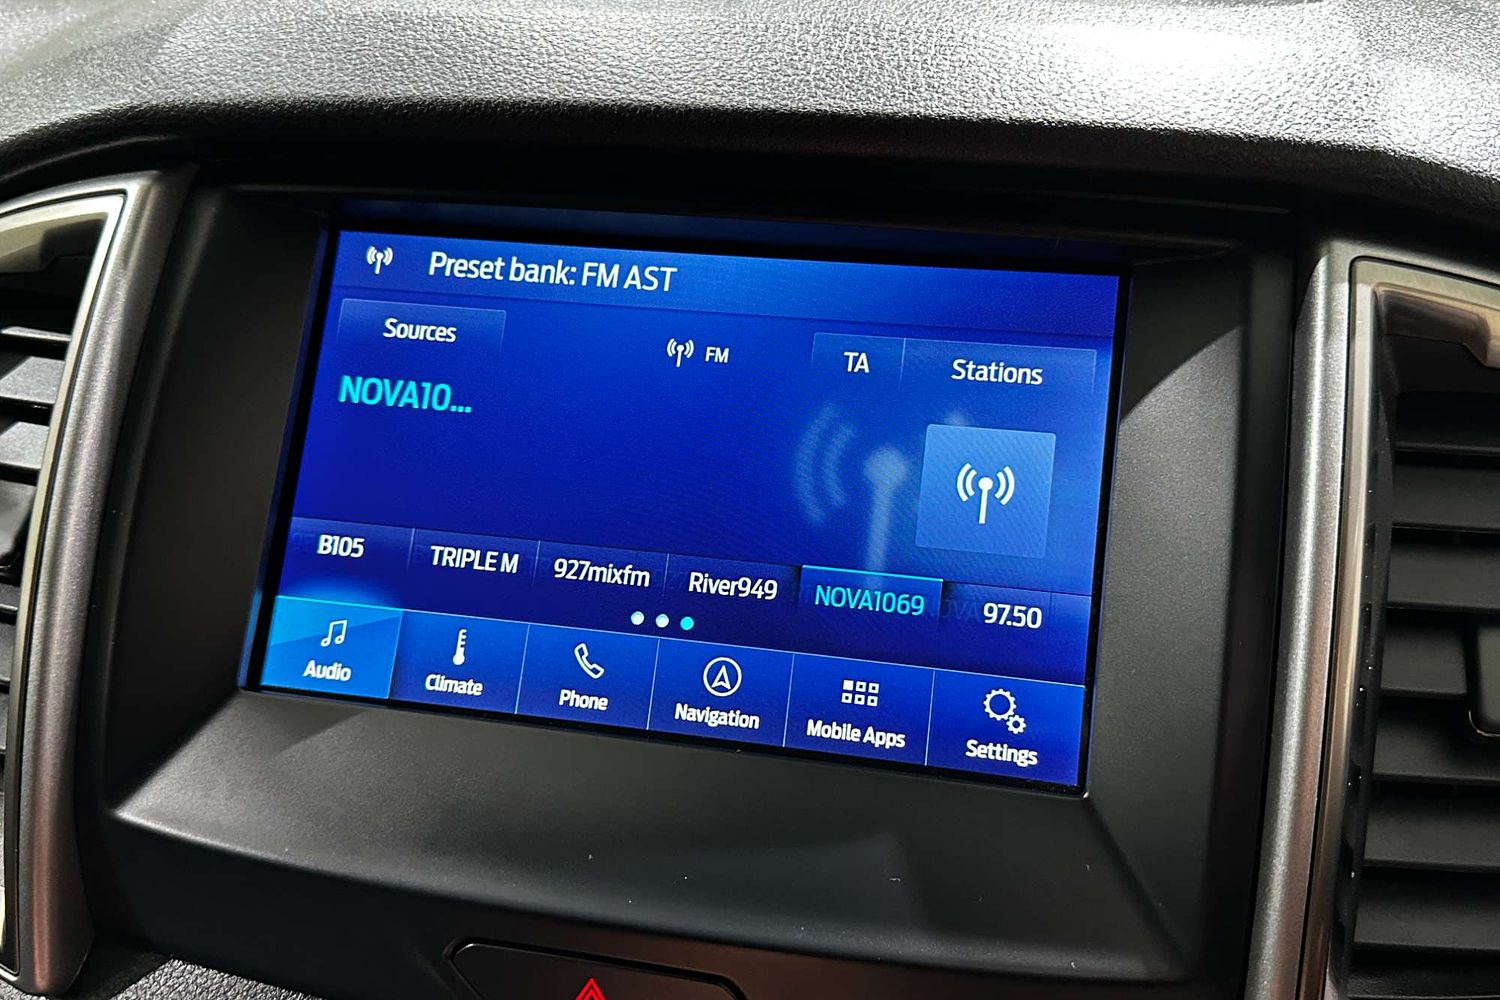 Preset bank: FM AST
Sources
FM
TA
Stations
NOVA10...
B105
TRIPLE M
927mixfm
River949
NOVA1069
97.50
Audio
Climate
Phone
Navigation
Mobile Apps
Settings